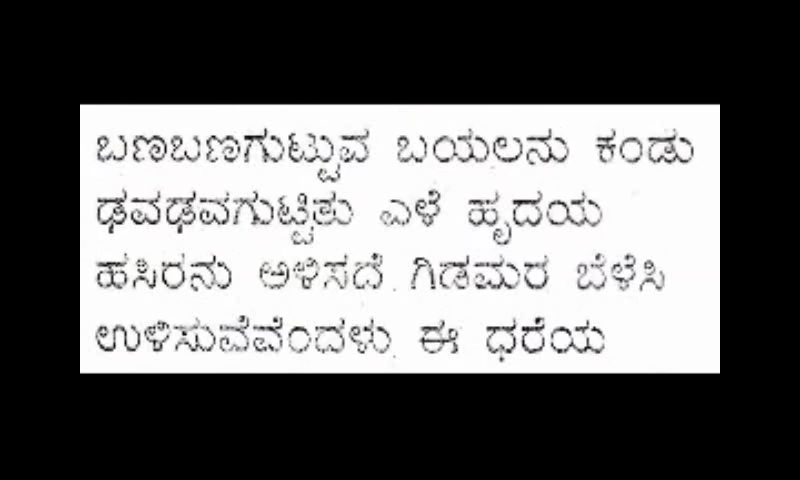 ಬಣಬಣಗುಟ್ಟುವ ಬಯಲನು ಕಂಡು
ಢವಢವಗುಟ್ಟಿತು ಎಳೆ ಹೃದಯ
ಹಸಿರನು ಅಳಿಸದೆ ಗಿಡಮರ ಬೆಳೆಸಿ
ಉಳಿಸುವೆವೆಂದಳು ಈ ಧರೆಯ